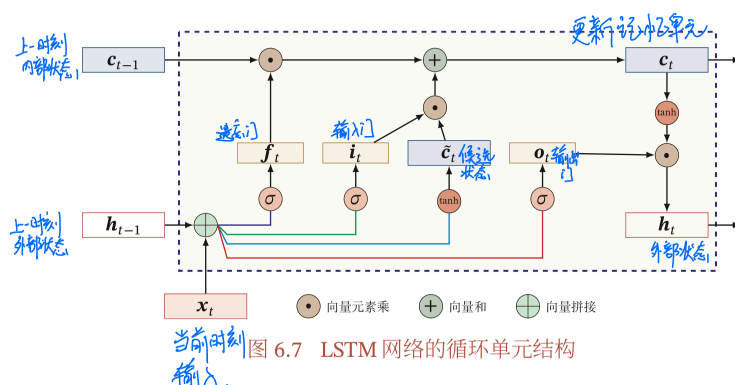 更新记忆单元
上一时刻
内部状态
c_{t-1}
c_t
tanh
遗忘门
输入门
f_t
i_t
c̃_t 候选
状态
o_t 输出
门
σ
σ
tanh
σ
上一时刻
外部状态
h_{t-1}
h_t
外部状态
x_t
向量元素乘
向量和
向量拼接
当前时刻
输入
图 6.7 LSTM 网络的循环单元结构